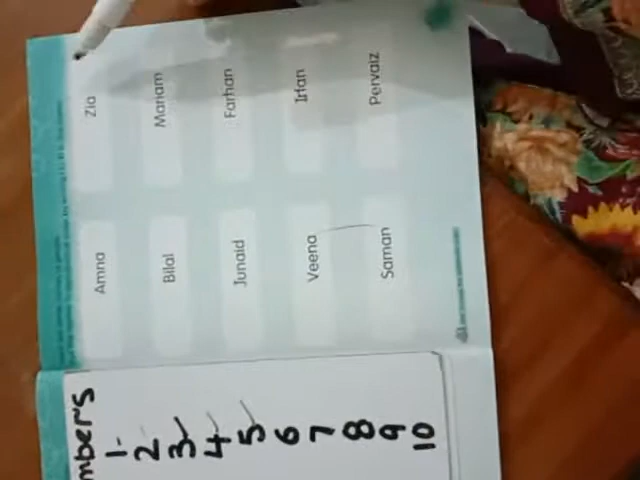 mbers
1
2
3
4
5
6
7
8
9
10
Amna Zia
Bilal Mariam
Junaid Farhan
Veena Irfan
Saman Pervaiz